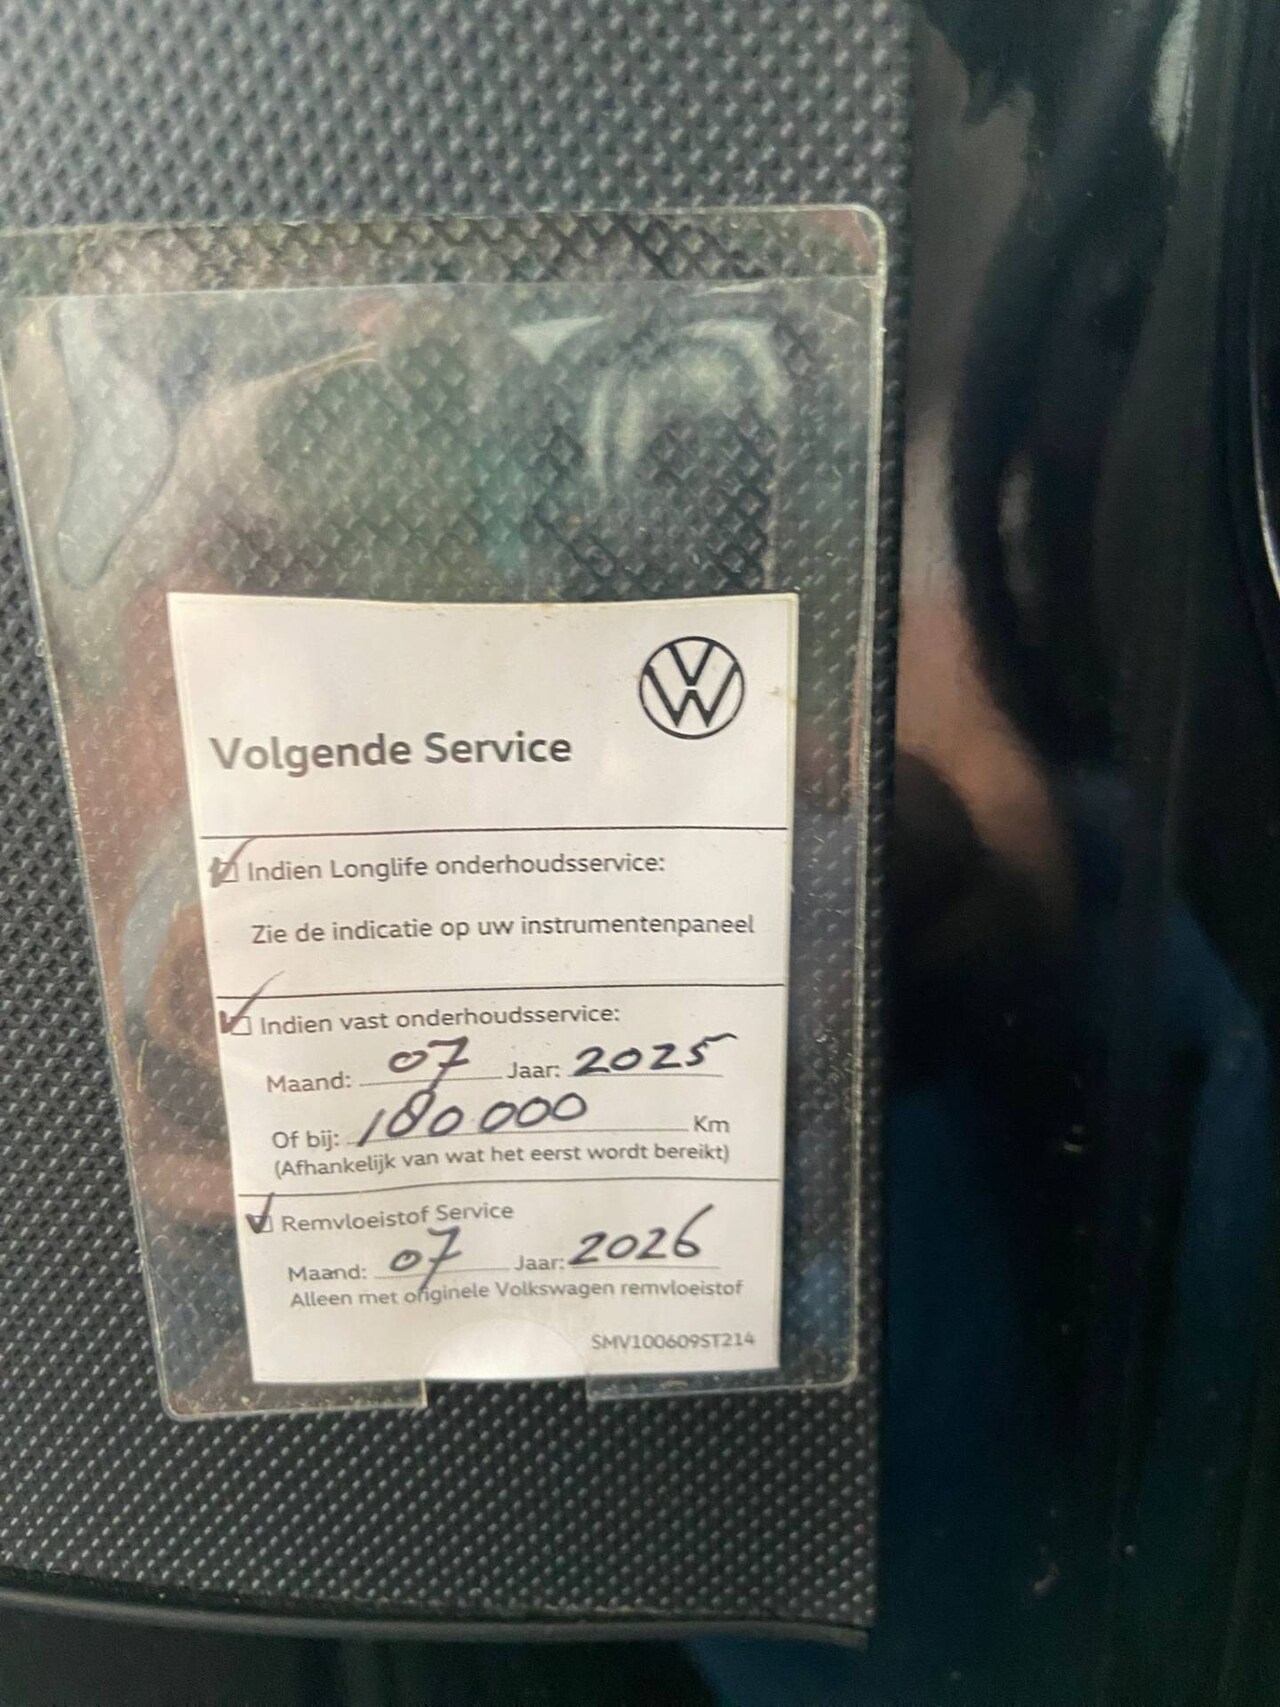 Volgende Service
Indien Longlife onderhoudsservice:
Zie de indicatie op uw instrumentenpaneel
Indien vast onderhoudsservice:
Maand: 07 Jaar: 2025
Of bij: 180000 Km
(Afhankelijk van wat het eerst wordt bereikt)
Remvloeistof Service
Maand: 07 Jaar: 2026
Alleen met originele Volkswagen remvloeistof
SMV100609ST214